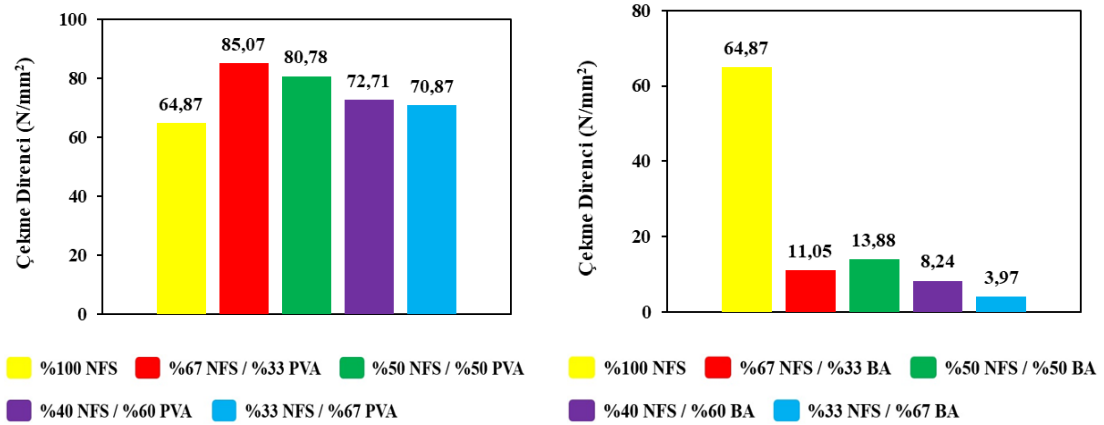 Çekme Direnci (N/mm²)
100
80
60
40
20
0
64,87
85,07
80,78
72,71
70,87
%100 NFS
%67 NFS / %33 PVA
%50 NFS / %50 PVA
%40 NFS / %60 PVA
%33 NFS / %67 PVA
Çekme Direnci (N/mm²)
80
60
40
20
0
64,87
11,05
13,88
8,24
3,97
%100 NFS
%67 NFS / %33 BA
%50 NFS / %50 BA
%40 NFS / %60 BA
%33 NFS / %67 BA